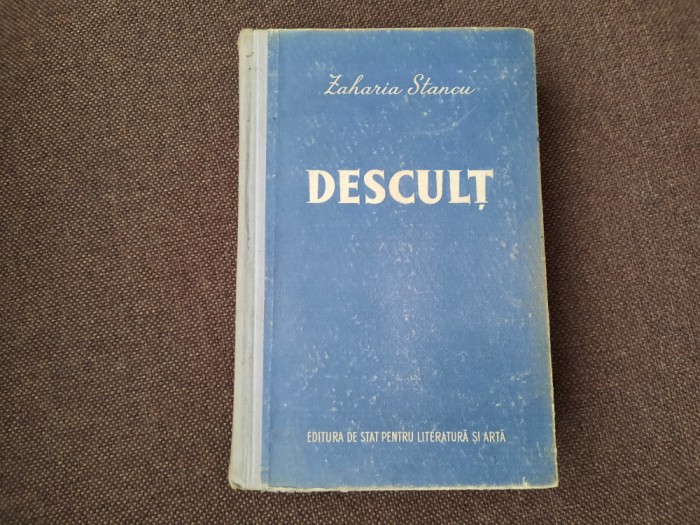 Zaharia Stancu
DESCULȚ
EDITURA DE STAT PENTRU LITERATURĂ ȘI ARTĂ